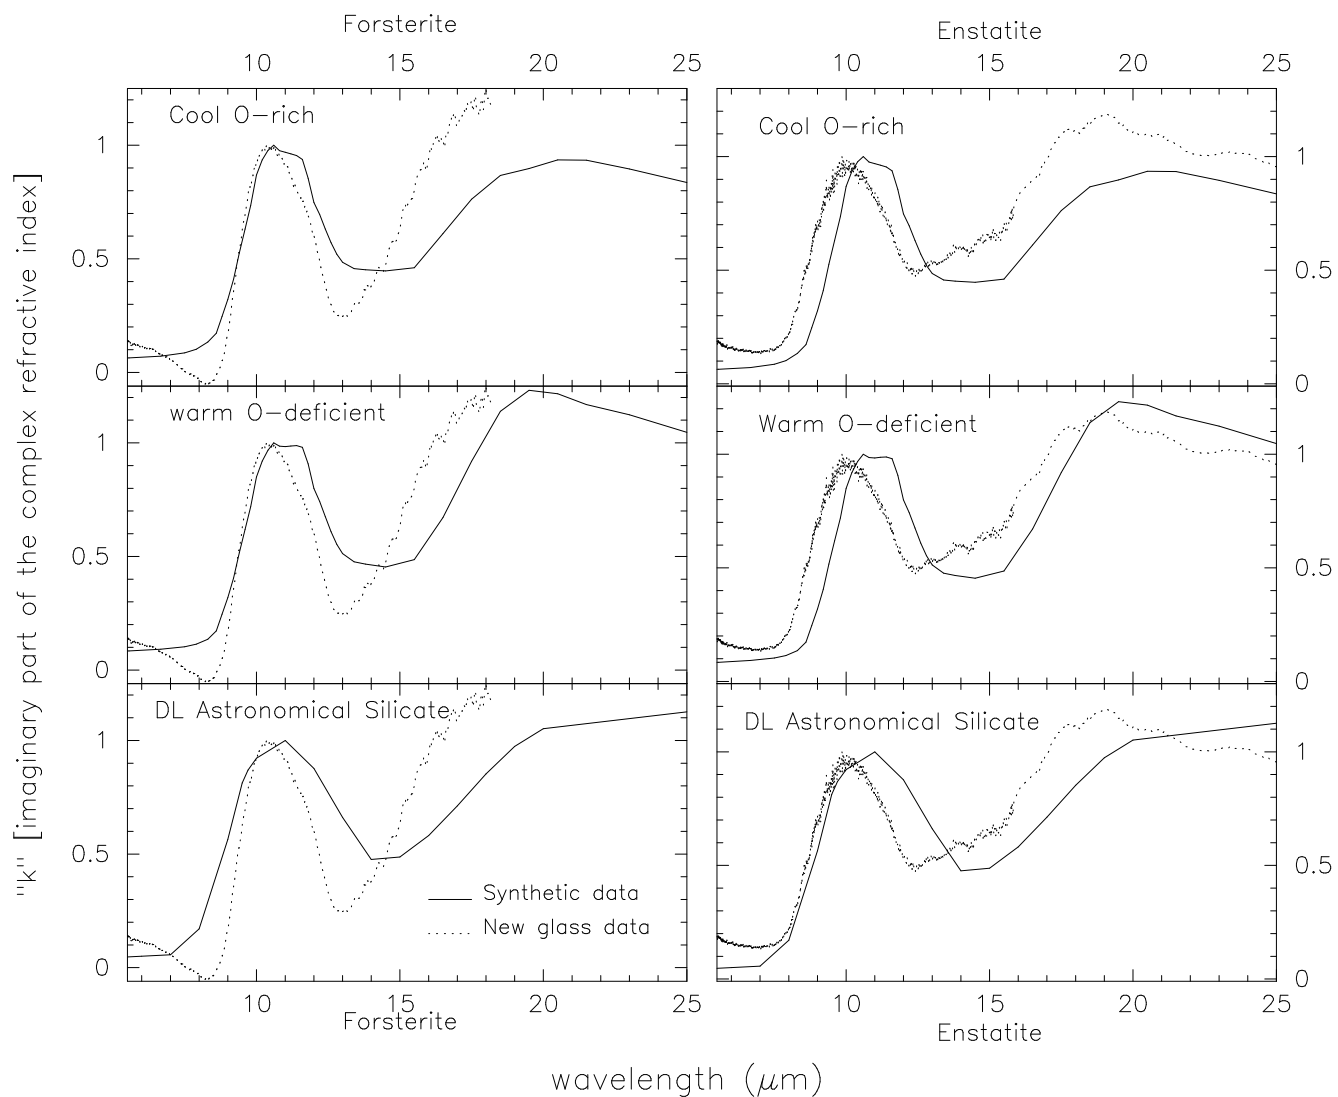 Forsterite
Enstatite
10 15 20 25
10 15 20 25
Cool O-rich
Cool O-rich
1
0.5
0
1
0.5
0
warm O-deficient
Warm O-deficient
1
0.5
0
1
0.5
0
DL Astronomical Silicate
DL Astronomical Silicate
1
0.5
0
1
0.5
0
Synthetic data
New glass data
10 15 20 25
10 15 20 25
Forsterite
Enstatite
wavelength (μm)
"k" [imaginary part of the complex refractive index]